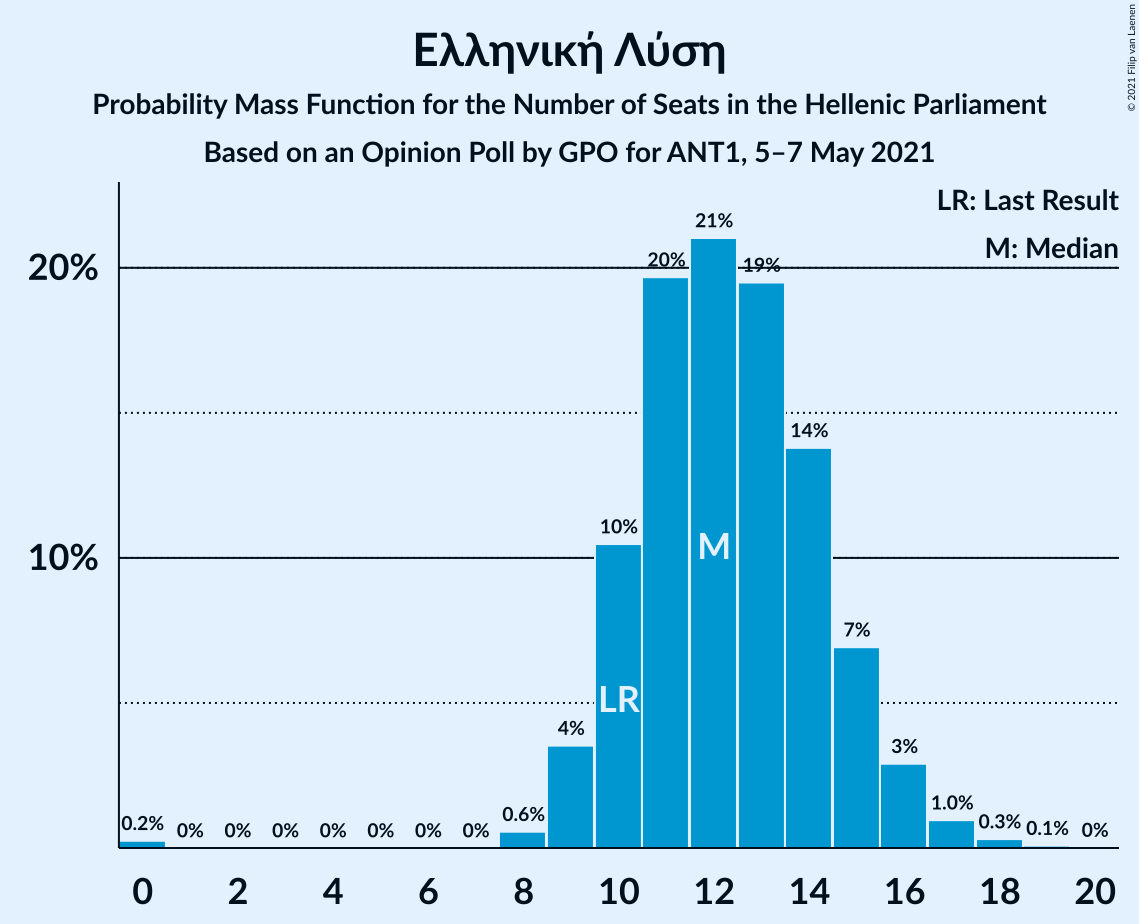 Ελληνική Λύση
Probability Mass Function for the Number of Seats in the Hellenic Parliament
Based on an Opinion Poll by GPO for ANT1, 5–7 May 2021
© 2021 Filip van Laenen
LR: Last Result
M: Median
20%
10%
0.2%
0%
0%
0%
0%
0%
0%
0%
0.6%
4%
10%
20%
21%
19%
14%
7%
3%
1.0%
0.3%
0.1%
0%
LR
M
0 2 4 6 8 10 12 14 16 18 20